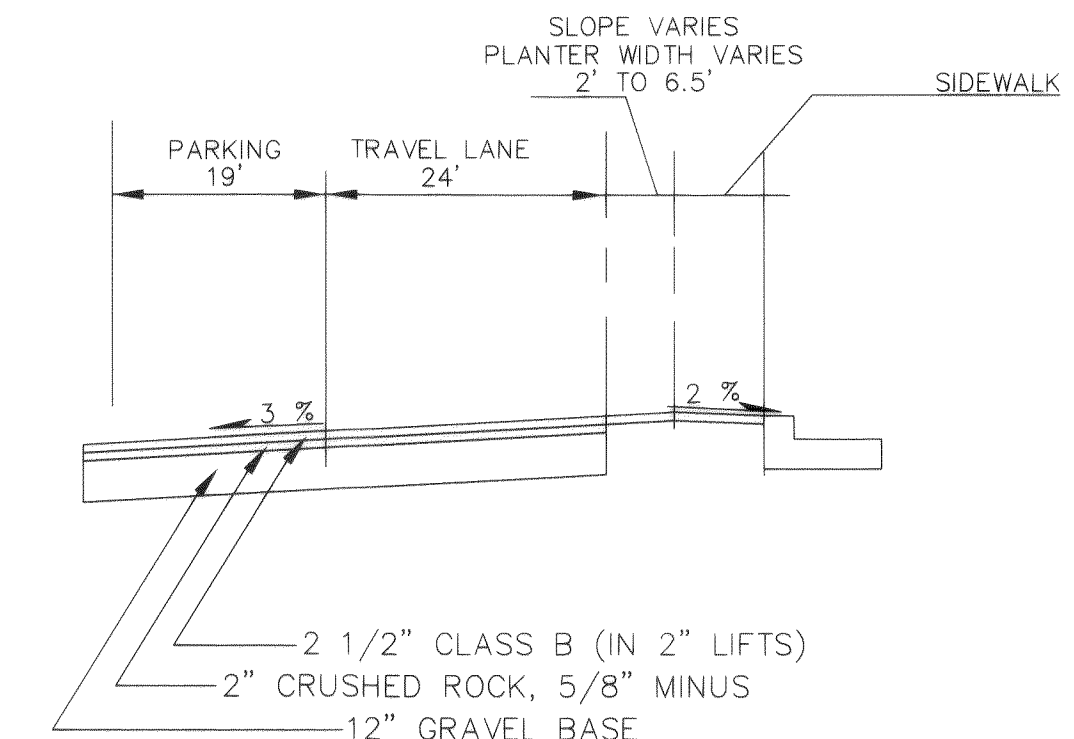 SLOPE VARIES
PLANTER WIDTH VARIES
2' TO 6.5'
SIDEWALK
PARKING
19'
TRAVEL LANE
24'
3 %
2 %
2 1/2" CLASS B (IN 2" LIFTS)
2" CRUSHED ROCK, 5/8" MINUS
12" GRAVEL BASE